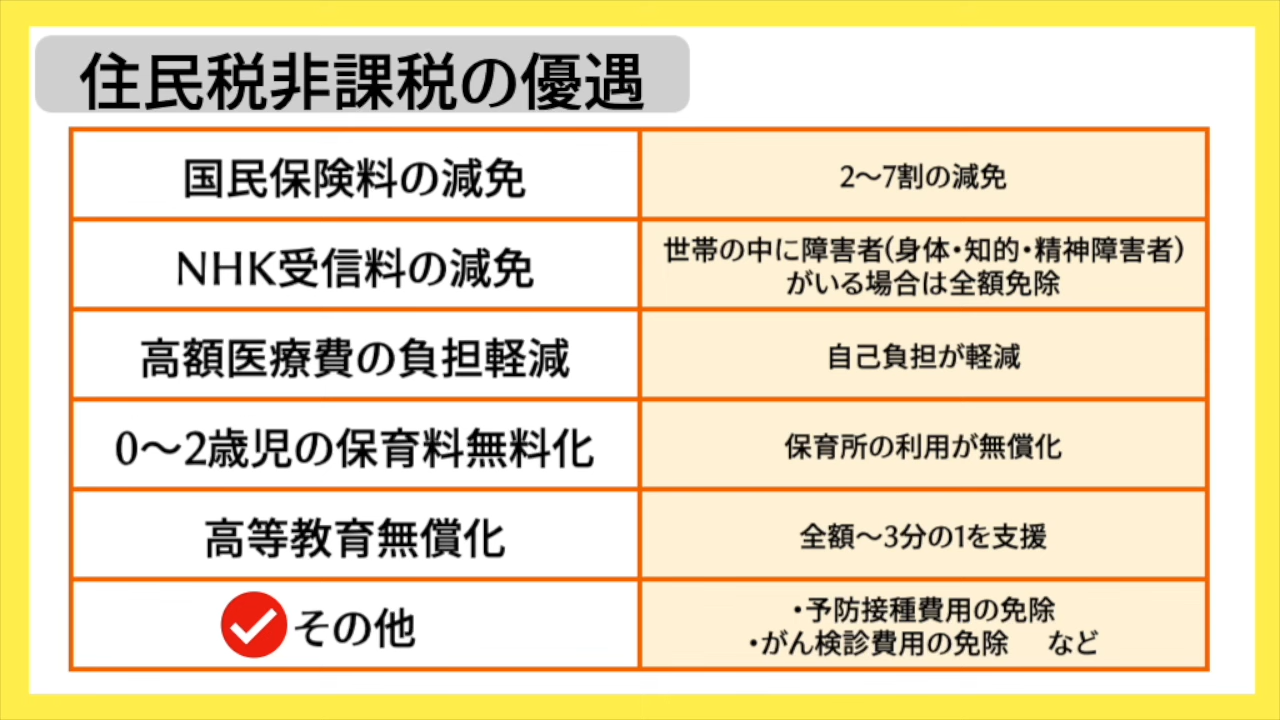 住民税非課税の優遇
国民保険料の減免
2〜7割の減免
NHK受信料の減免
世帯の中に障害者(身体・知的・精神障害者)
がいる場合は全額免除
高額医療費の負担軽減
自己負担が軽減
0〜2歳児の保育料無料化
保育所の利用が無償化
高等教育無償化
全額〜3分の1を支援
その他
・予防接種費用の免除
・がん検診費用の免除　など